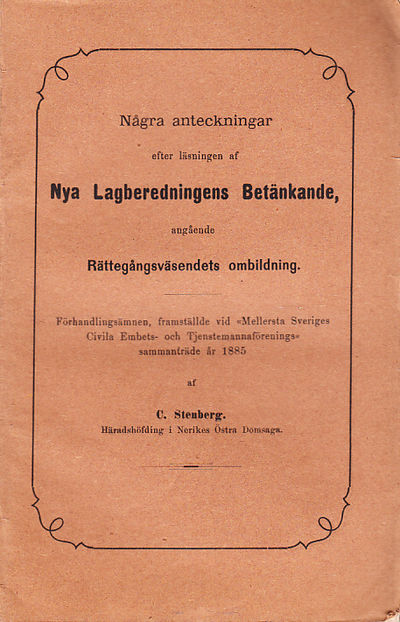 Några anteckningar
efter läsningen af
Nya Lagberedningens Betänkande,
angående
Rättegångsväsendets ombildning.
Förhandlingsämnen, framställde vid «Mellersta Sveriges
Civila Embets- och Tjenstemannaförenings«
sammanträde år 1885
af
C. Stenberg.
Häradshöfding i Nerikes Östra Domsaga.